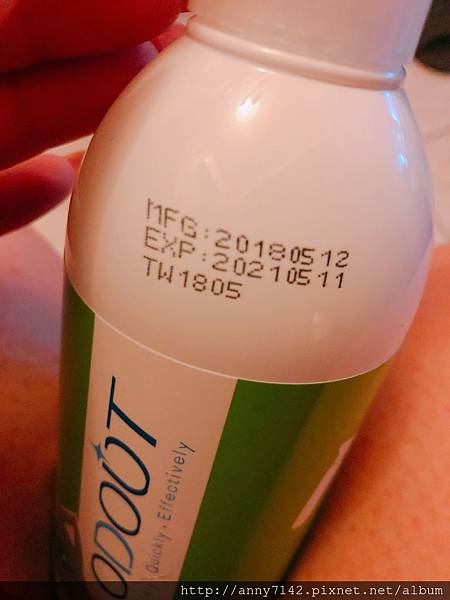 MFG:20180512
EXP:20210511
TW1805
ODOUT
Quickly·Effectively
http://anny7142.pixnet.net/album